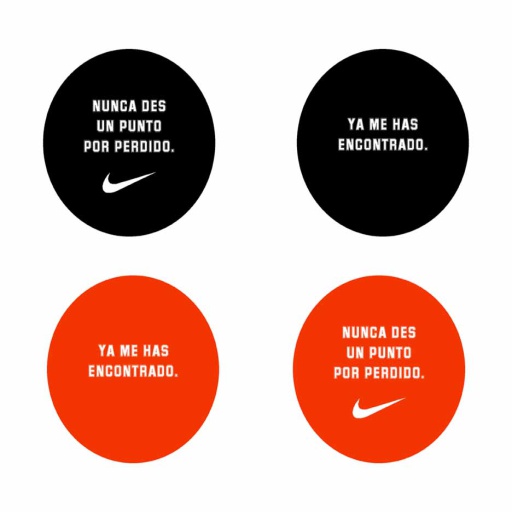 NUNCA DES
UN PUNTO
POR PERDIDO.
YA ME HAS
ENCONTRADO.
YA ME HAS
ENCONTRADO.
NUNCA DES
UN PUNTO
POR PERDIDO.